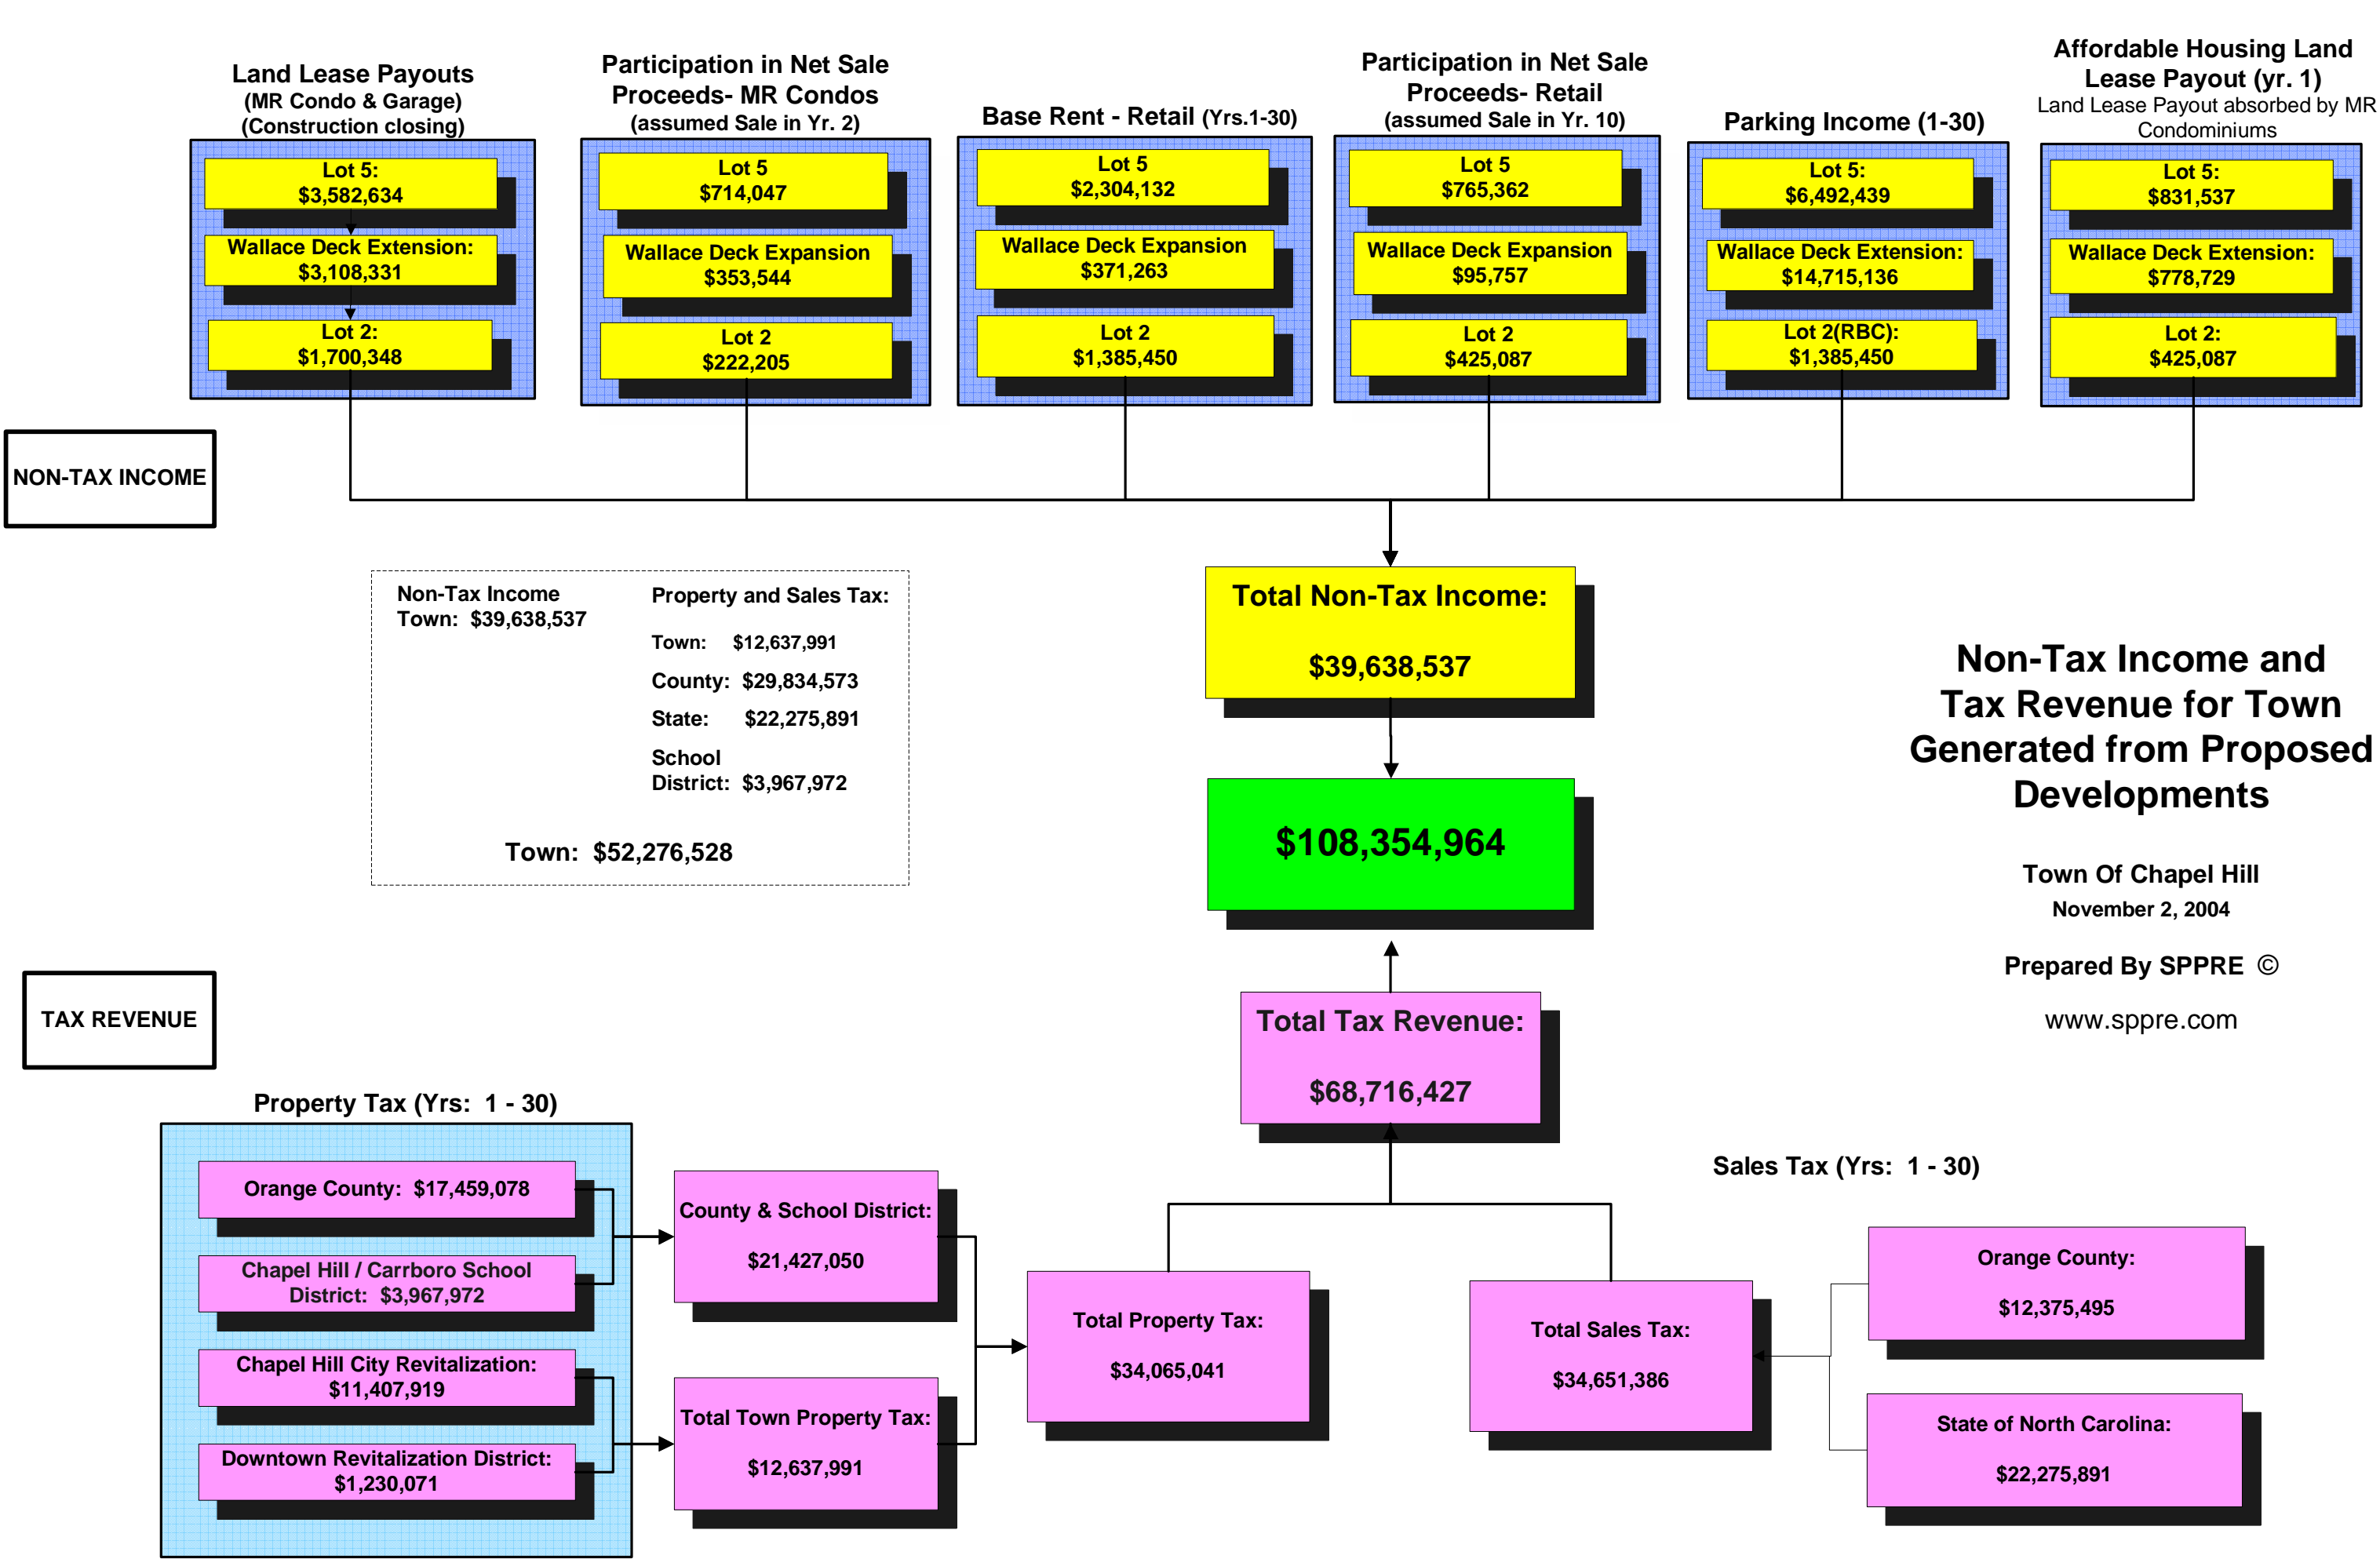 Land Lease Payouts
(MR Condo & Garage)
(Construction closing)
Lot 5:
$3,582,634
Wallace Deck Extension:
$3,108,331
Lot 2:
$1,700,348
Participation in Net Sale
Proceeds- MR Condos
(assumed Sale in Yr. 2)
Lot 5
$714,047
Wallace Deck Expansion
$353,544
Lot 2
$222,205
Base Rent - Retail (Yrs.1-30)
Lot 5
$2,304,132
Wallace Deck Expansion
$371,263
Lot 2
$1,385,450
Participation in Net Sale
Proceeds- Retail
(assumed Sale in Yr. 10)
Lot 5
$765,362
Wallace Deck Expansion
$95,757
Lot 2
$425,087
Parking Income (1-30)
Lot 5:
$6,492,439
Wallace Deck Extension:
$14,715,136
Lot 2(RBC):
$1,385,450
Affordable Housing Land
Lease Payout (yr. 1)
Land Lease Payout absorbed by MR
Condominiums
Lot 5:
$831,537
Wallace Deck Extension:
$778,729
Lot 2:
$425,087
NON-TAX INCOME
Non-Tax Income
Town: $39,638,537
Property and Sales Tax:
Town: $12,637,991
County: $29,834,573
State: $22,275,891
School
District: $3,967,972
Town: $52,276,528
Total Non-Tax Income:
$39,638,537
$108,354,964
Non-Tax Income and
Tax Revenue for Town
Generated from Proposed
Developments
Town Of Chapel Hill
November 2, 2004
Prepared By SPPRE ©
www.sppre.com
TAX REVENUE
Total Tax Revenue:
$68,716,427
Property Tax (Yrs: 1 - 30)
Orange County: $17,459,078
Chapel Hill / Carrboro School
District: $3,967,972
Chapel Hill City Revitalization:
$11,407,919
Downtown Revitalization District:
$1,230,071
County & School District:
$21,427,050
Total Town Property Tax:
$12,637,991
Total Property Tax:
$34,065,041
Sales Tax (Yrs: 1 - 30)
Total Sales Tax:
$34,651,386
Orange County:
$12,375,495
State of North Carolina:
$22,275,891